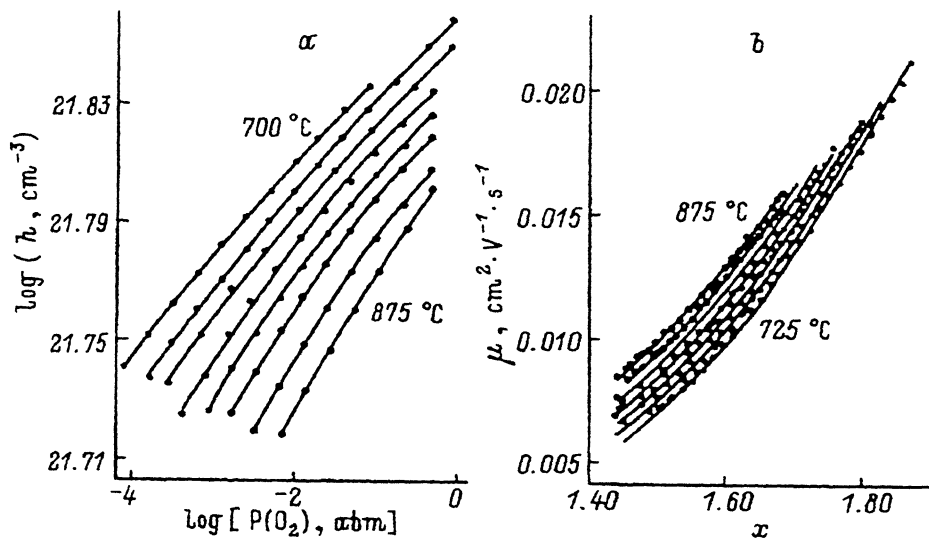 a
21.83
21.79
21.75
21.71
log (h, cm⁻³)
700 °C
875 °C
-4
-2
0
log [ P(O₂), abm]
b
0.020
0.015
0.010
0.005
μ, cm²·V⁻¹·s⁻¹
875 °C
725 °C
1.40
1.60
1.80
x